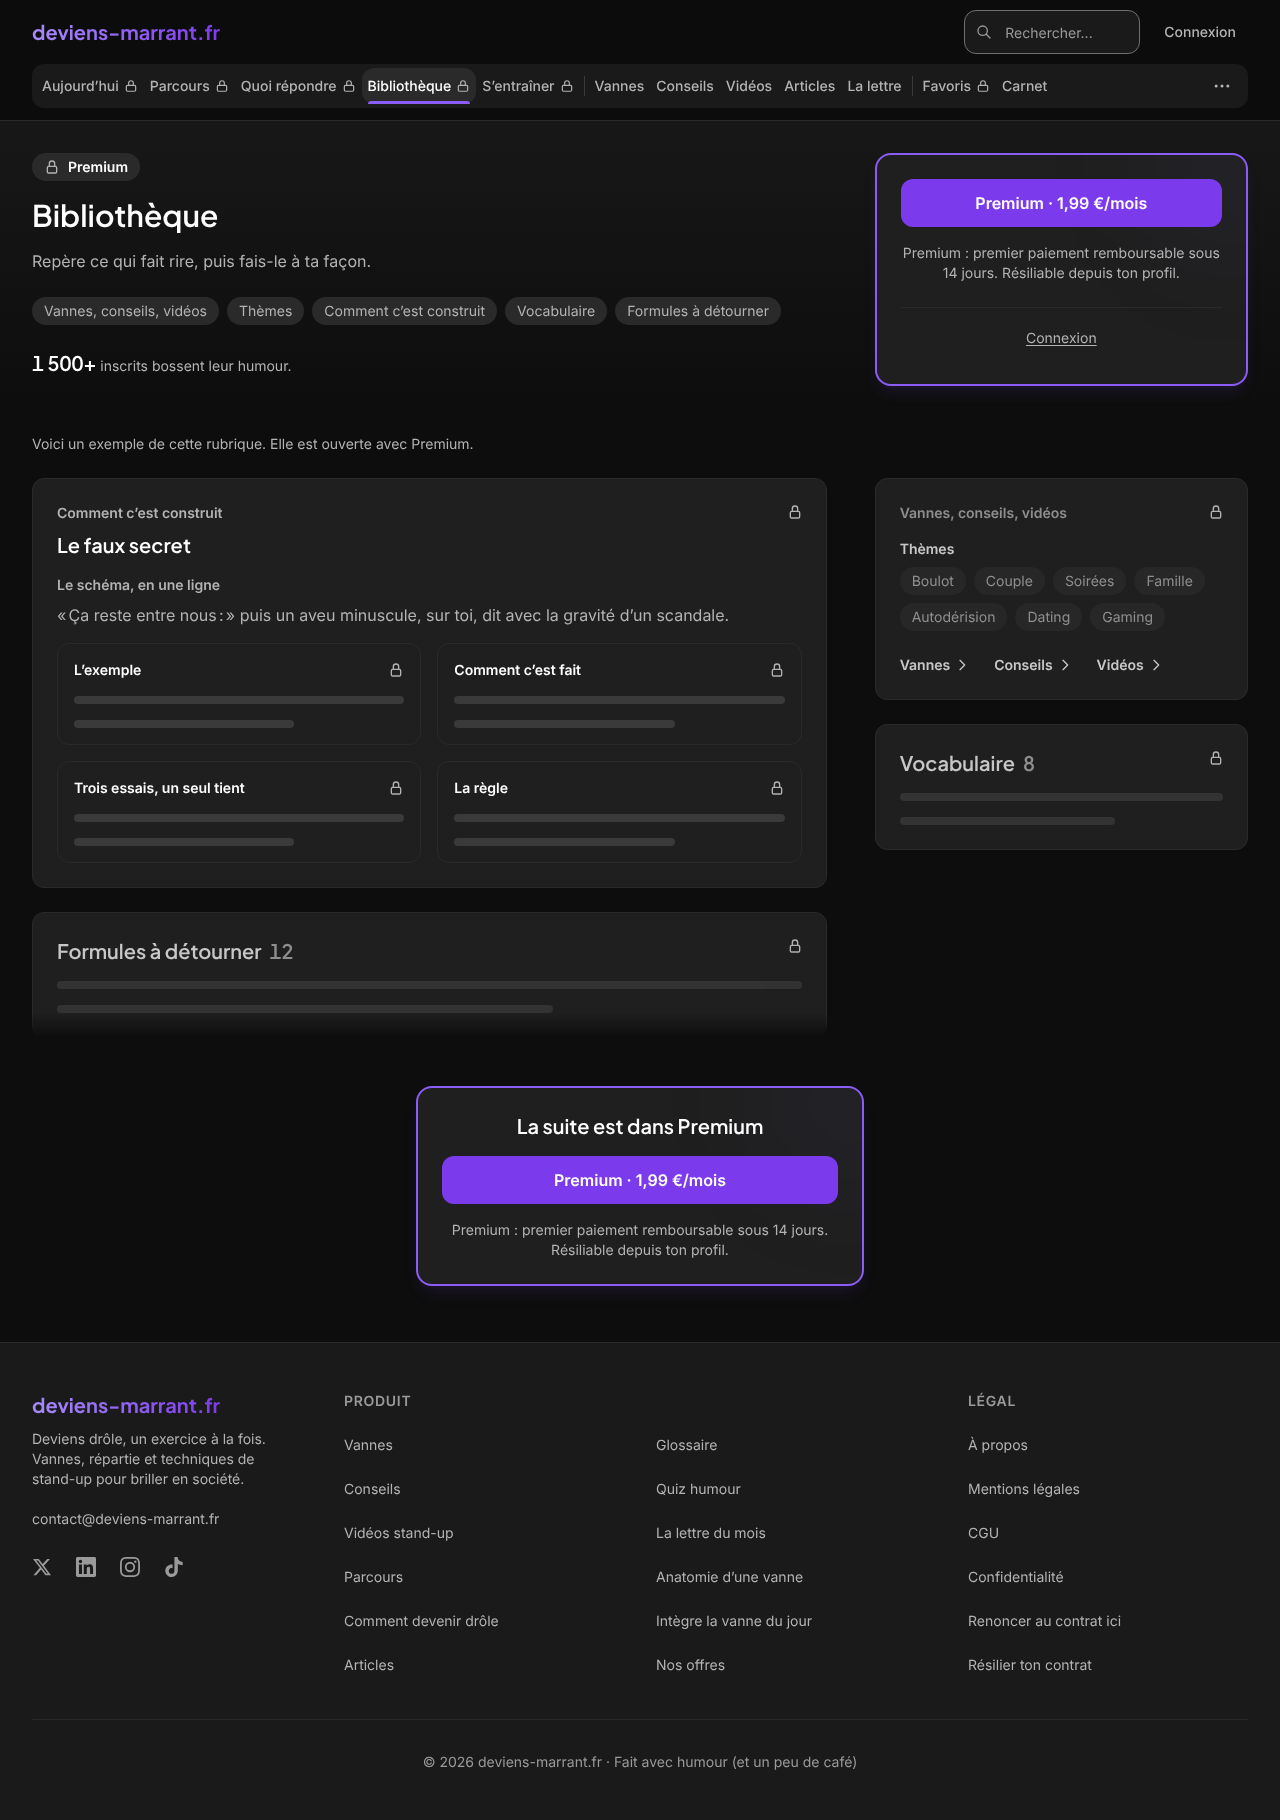 deviens-marrant.fr
Rechercher...
Connexion
Aujourd’hui
Parcours
Quoi répondre
Bibliothèque
S’entraîner
Vannes
Conseils
Vidéos
Articles
La lettre
Favoris
Carnet
Premium
Bibliothèque
Repère ce qui fait rire, puis fais-le à ta façon.
Vannes, conseils, vidéos
Thèmes
Comment c’est construit
Vocabulaire
Formules à détourner
1 500+ inscrits bossent leur humour.
Premium · 1,99 €/mois
Premium : premier paiement remboursable sous
14 jours. Résiliable depuis ton profil.
Connexion
Voici un exemple de cette rubrique. Elle est ouverte avec Premium.
Comment c’est construit
Le faux secret
Le schéma, en une ligne
« Ça reste entre nous : » puis un aveu minuscule, sur toi, dit avec la gravité d’un scandale.
L’exemple
Comment c’est fait
Trois essais, un seul tient
La règle
Formules à détourner 12
Vannes, conseils, vidéos
Thèmes
Boulot
Couple
Soirées
Famille
Autodérision
Dating
Gaming
Vannes
Conseils
Vidéos
Vocabulaire 8
La suite est dans Premium
Premium · 1,99 €/mois
Premium : premier paiement remboursable sous 14 jours.
Résiliable depuis ton profil.
deviens-marrant.fr
Deviens drôle, un exercice à la fois.
Vannes, répartie et techniques de
stand-up pour briller en société.
contact@deviens-marrant.fr
PRODUIT
Vannes
Conseils
Vidéos stand-up
Parcours
Comment devenir drôle
Articles
Glossaire
Quiz humour
La lettre du mois
Anatomie d’une vanne
Intègre la vanne du jour
Nos offres
LÉGAL
À propos
Mentions légales
CGU
Confidentialité
Renoncer au contrat ici
Résilier ton contrat
© 2026 deviens-marrant.fr · Fait avec humour (et un peu de café)